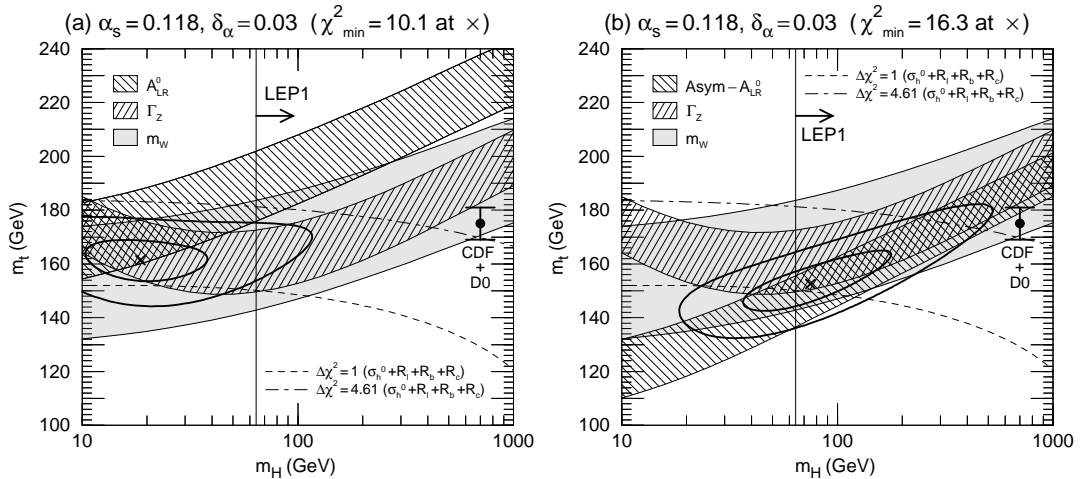 (a) αs = 0.118, δα = 0.03 ( χ²min = 10.1 at × )
240
220
200
180
160
140
120
100
mt (GeV)
A⁰LR
ΓZ
mW
LEP1
CDF
+
D0
Δχ² = 1 (σh⁰+Rl+Rb+Rc)
Δχ² = 4.61 (σh⁰+Rl+Rb+Rc)
10
100
1000
mH (GeV)
(b) αs = 0.118, δα = 0.03 ( χ²min = 16.3 at × )
240
220
200
180
160
140
120
100
mt (GeV)
Asym – A⁰LR
ΓZ
mW
Δχ² = 1 (σh⁰+Rl+Rb+Rc)
Δχ² = 4.61 (σh⁰+Rl+Rb+Rc)
LEP1
CDF
+
D0
10
100
1000
mH (GeV)